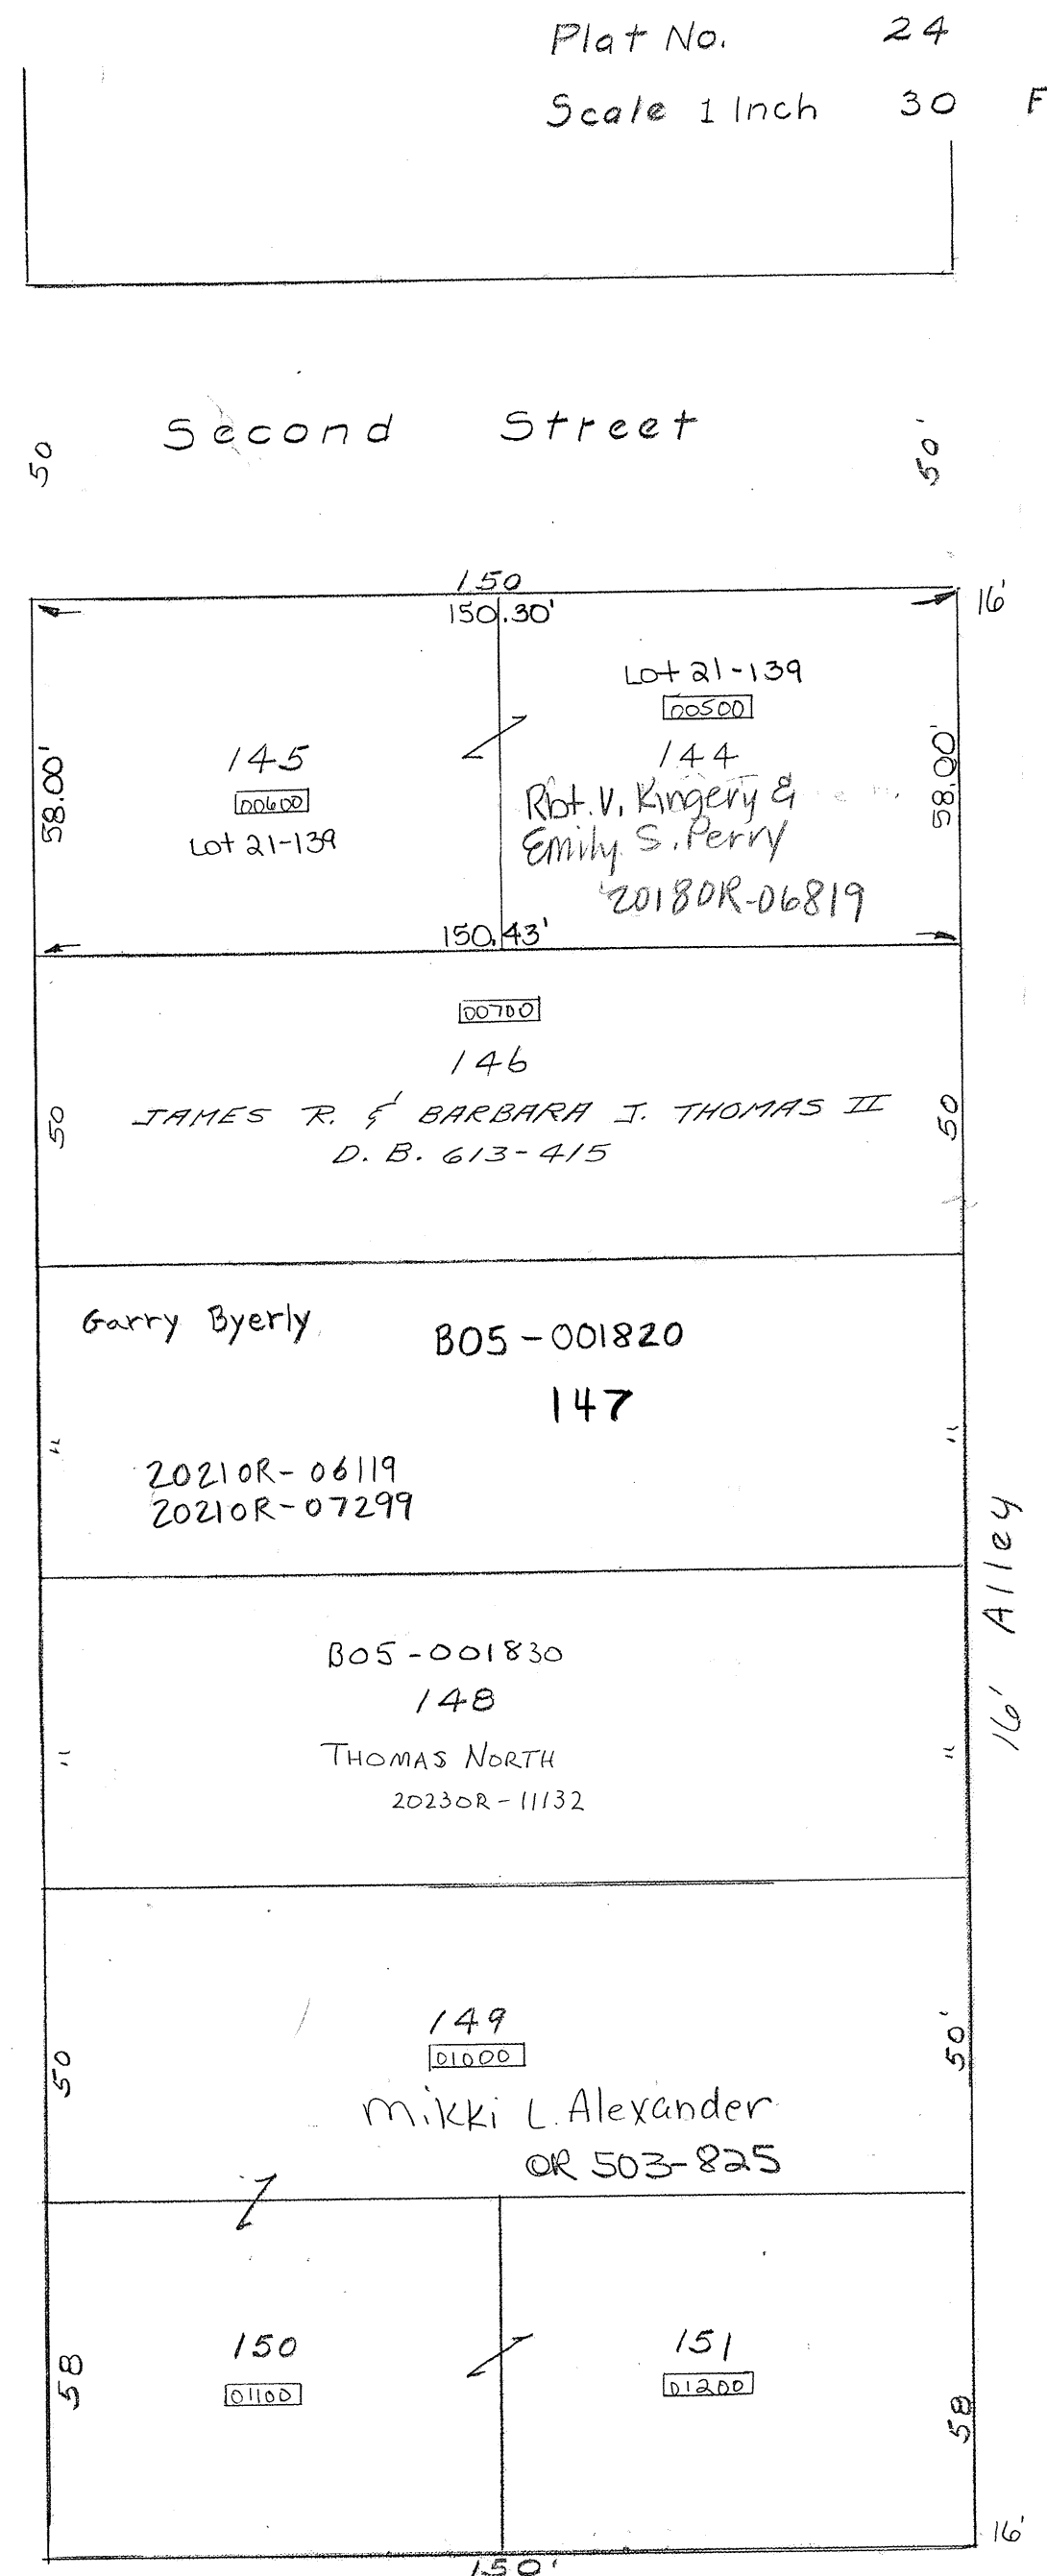 Plat No. 24
Scale 1 Inch 30 F
Second Street
50
50'
150
150.30'
16'
Lot 21-139
00500
144
Rbt. V. Kingery &
Emily S. Perry
2018OR-06819
145
00600
Lot 21-139
58.00'
58.00'
150.43'
00700
146
JAMES R. & BARBARA J. THOMAS II
D. B. 613-415
50
50
Garry Byerly
B05-001820
147
"
"
2021OR-06119
2021OR-07299
16' Alley
B05-001830
148
"
"
THOMAS NORTH
2023OR-11132
149
01000
50
50'
Mikki L. Alexander
OR 503-825
150
01100
151
01200
58
58
16'
150'